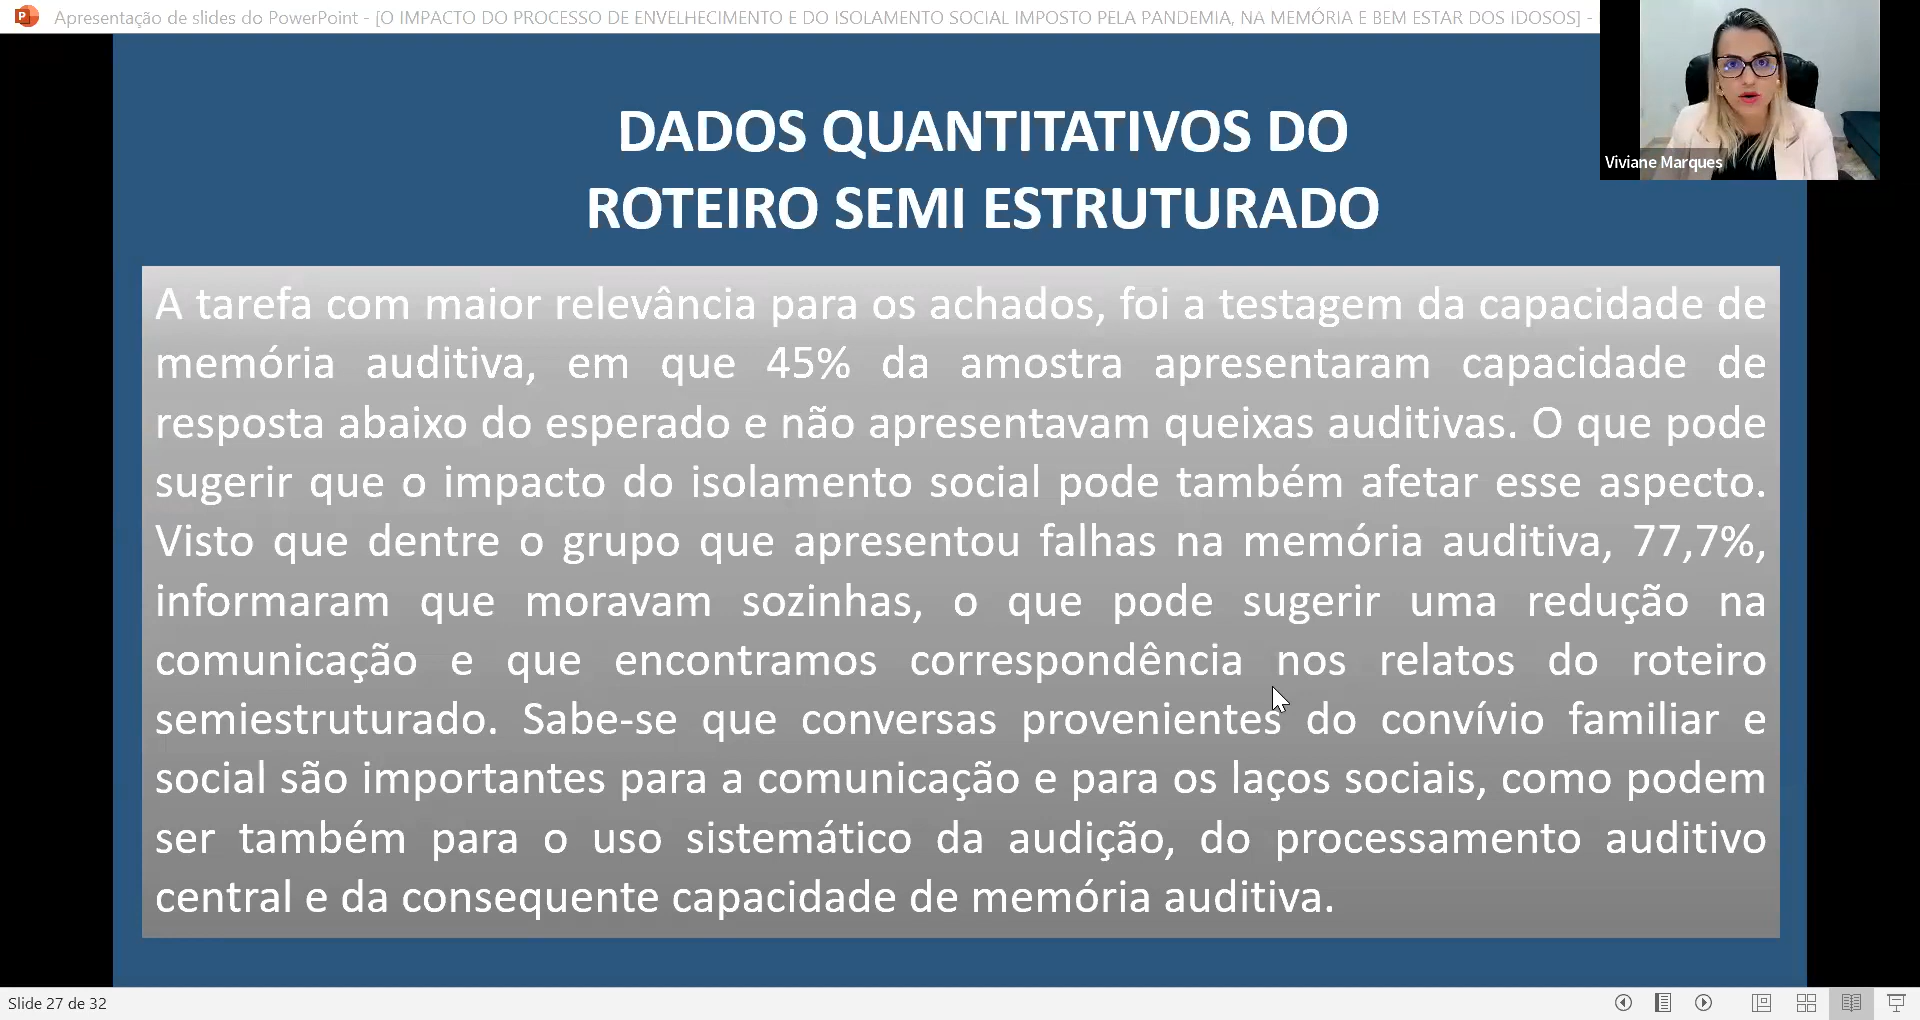 Apresentação de slides do PowerPoint - [O IMPACTO DO PROCESSO DE ENVELHECIMENTO E DO ISOLAMENTO SOCIAL IMPOSTO PELA PANDEMIA, NA MEMÓRIA E BEM ESTAR DOS IDOSOS] -
Viviane Marques
DADOS QUANTITATIVOS DO
ROTEIRO SEMI ESTRUTURADO
A tarefa com maior relevância para os achados, foi a testagem da capacidade de
memória auditiva, em que 45% da amostra apresentaram capacidade de
resposta abaixo do esperado e não apresentavam queixas auditivas. O que pode
sugerir que o impacto do isolamento social pode também afetar esse aspecto.
Visto que dentre o grupo que apresentou falhas na memória auditiva, 77,7%,
informaram que moravam sozinhas, o que pode sugerir uma redução na
comunicação e que encontramos correspondência nos relatos do roteiro
semiestruturado. Sabe-se que conversas provenientes do convívio familiar e
social são importantes para a comunicação e para os laços sociais, como podem
ser também para o uso sistemático da audição, do processamento auditivo
central e da consequente capacidade de memória auditiva.
Slide 27 de 32